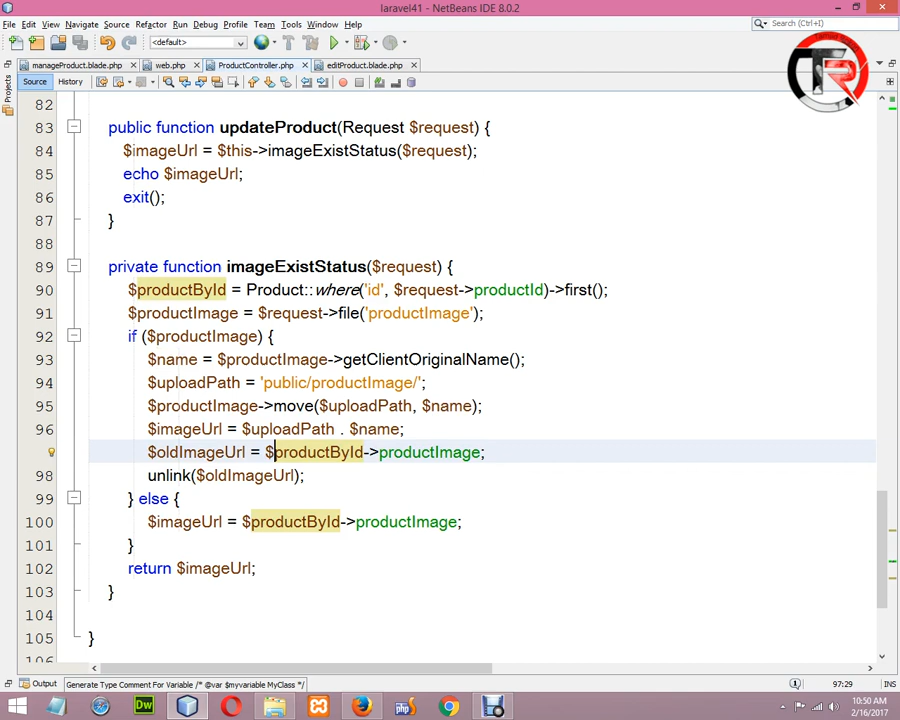 laravel41 - NetBeans IDE 8.0.2
File Edit View Navigate Source Refactor Run Debug Profile Team Tools Window Help
Search (Ctrl+I)
<default>
manageProduct.blade.php web.php ProductController.php editProduct.blade.php
Source History
Projects
82
83 public function updateProduct(Request $request) {
84 $imageUrl = $this->imageExistStatus($request);
85 echo $imageUrl;
86 exit();
87 }
88
89 private function imageExistStatus($request) {
90 $productById = Product::where('id', $request->productId)->first();
91 $productImage = $request->file('productImage');
92 if ($productImage) {
93 $name = $productImage->getClientOriginalName();
94 $uploadPath = 'public/productImage/';
95 $productImage->move($uploadPath, $name);
96 $imageUrl = $uploadPath . $name;
$oldImageUrl = $productById->productImage;
98 unlink($oldImageUrl);
99 } else {
100 $imageUrl = $productById->productImage;
101 }
102 return $imageUrl;
103 }
104
105 }
106
Output Generate Type Comment For Variable /* @var $myvariable MyClass */ 97:29 INS
Dw php
10:50 AM
2/16/2017